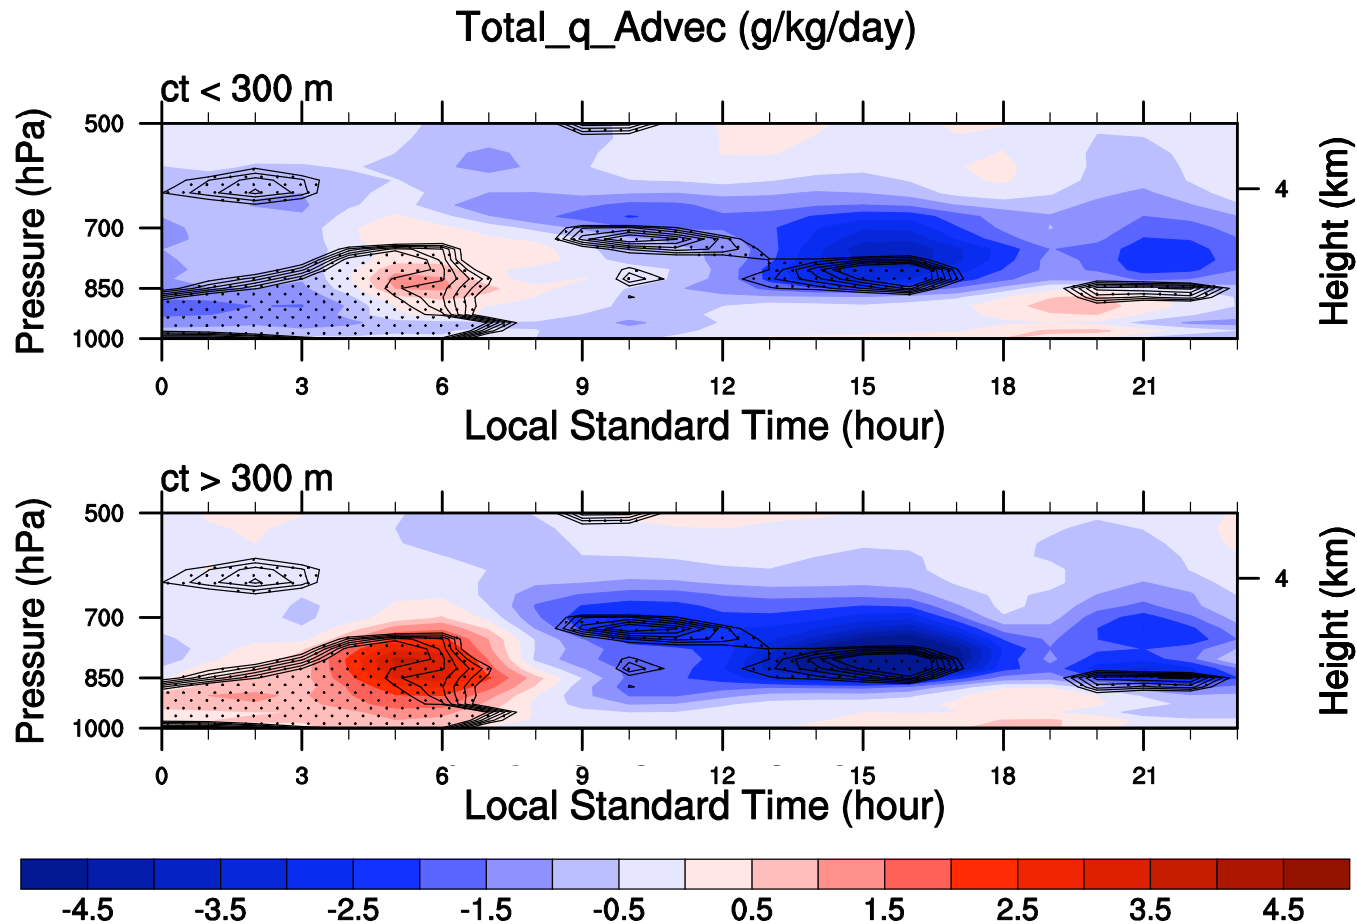 Total_q_Advec (g/kg/day)
ct < 300 m
Pressure (hPa)
500
700
850
1000
4
Height (km)
0 3 6 9 12 15 18 21
Local Standard Time (hour)
ct > 300 m
Pressure (hPa)
500
700
850
1000
4
Height (km)
0 3 6 9 12 15 18 21
Local Standard Time (hour)
-4.5 -3.5 -2.5 -1.5 -0.5 0.5 1.5 2.5 3.5 4.5